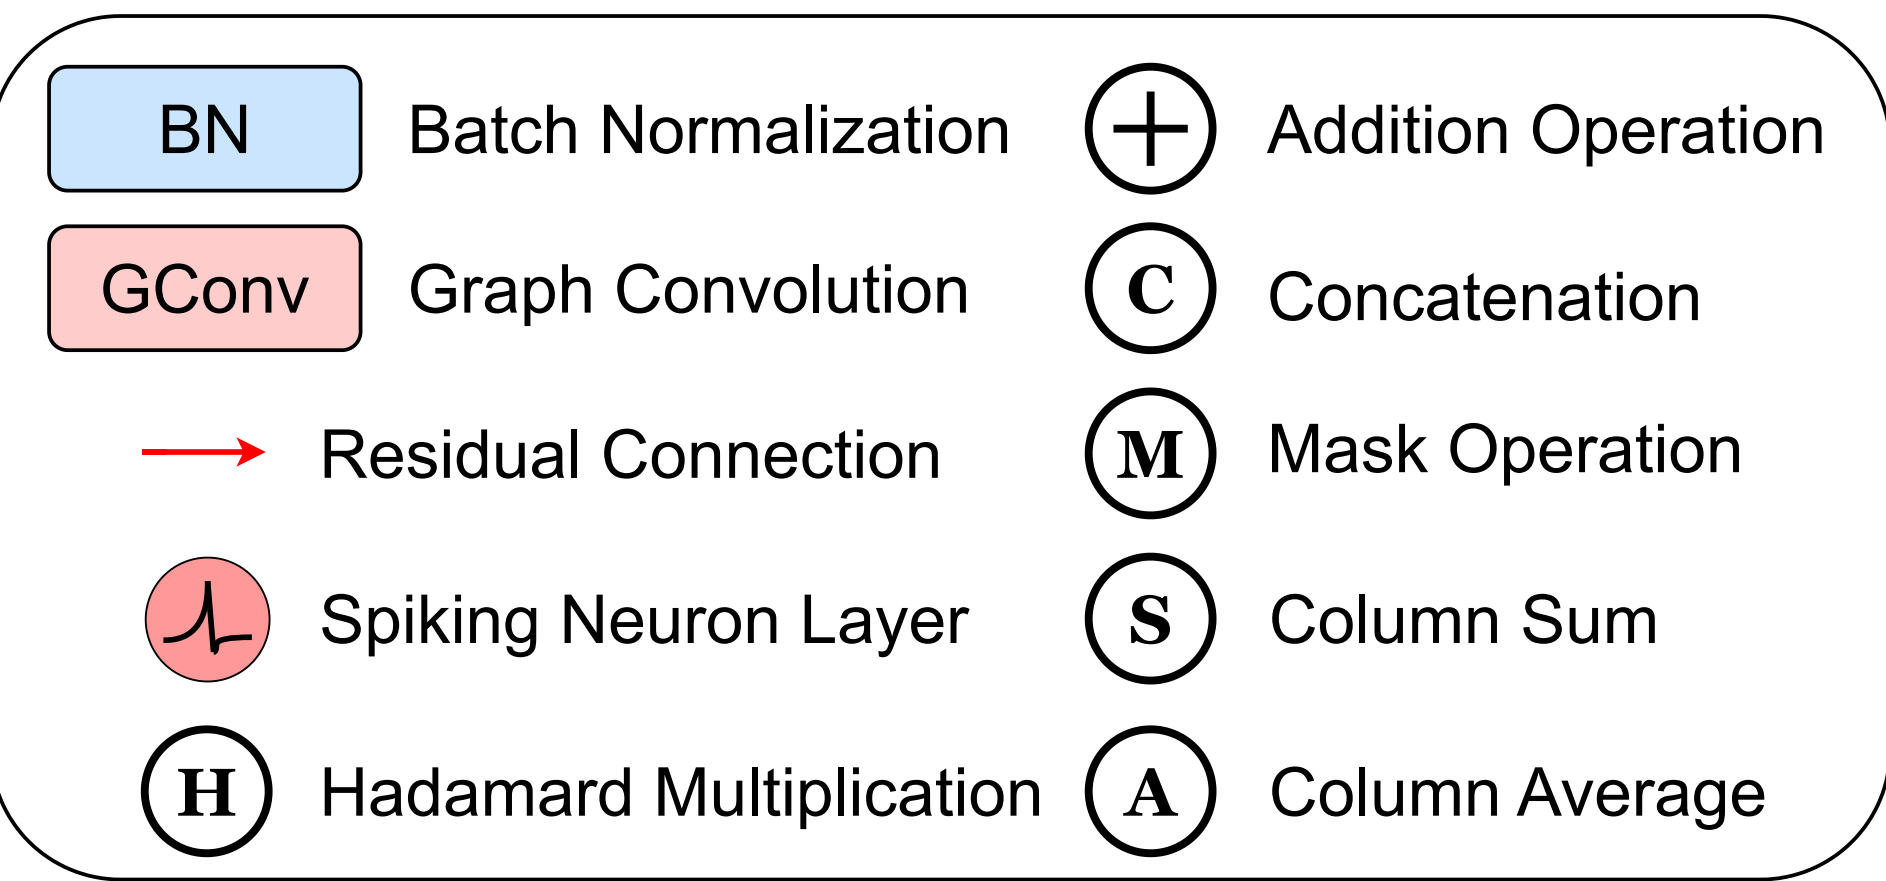 BN Batch Normalization
+ Addition Operation
GConv Graph Convolution
C Concatenation
Residual Connection
M Mask Operation
Spiking Neuron Layer
S Column Sum
H Hadamard Multiplication
A Column Average